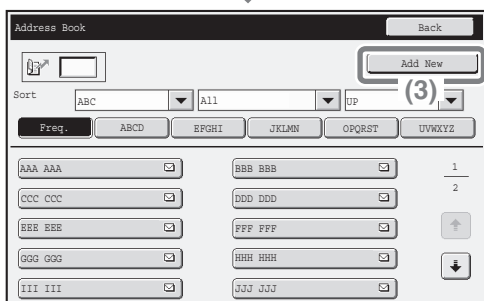 Address Book Back
Add New
(3)
Sort ABC All UP
Freq. ABCD EFGHI JKLMN OPQRST UVWXYZ
AAA AAA BBB BBB 1
CCC CCC DDD DDD 2
EEE EEE FFF FFF
GGG GGG HHH HHH
III III JJJ JJJ